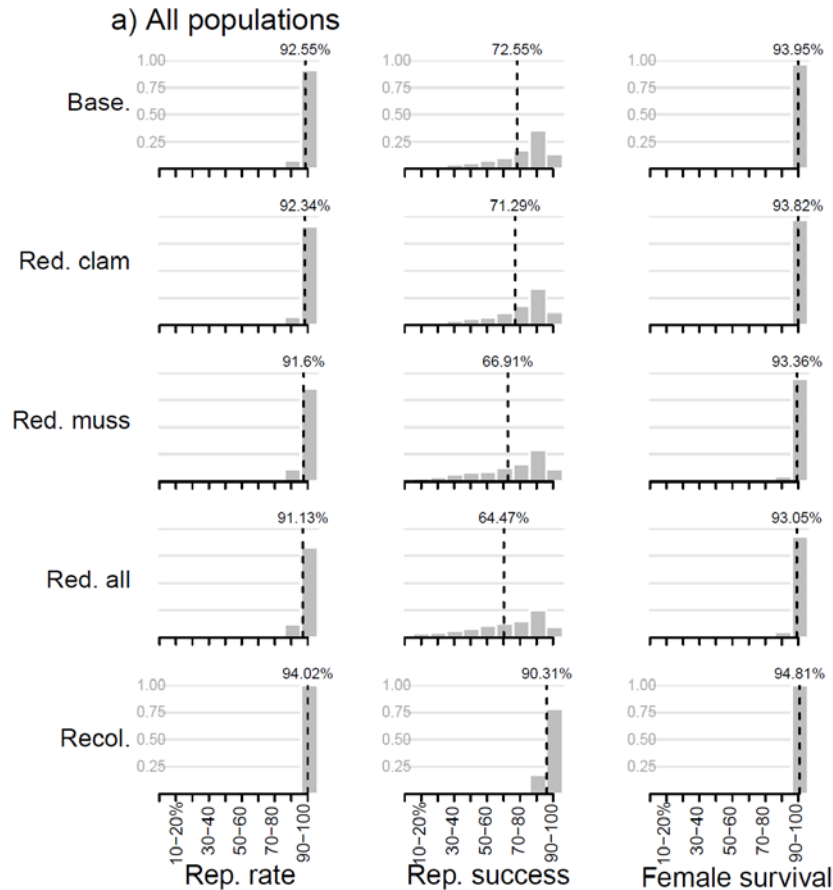 a) All populations
92.55% 72.55% 93.95%
Base.
1.00 1.00 1.00
0.75 0.75 0.75
0.50 0.50 0.50
0.25 0.25 0.25
92.34% 71.29% 93.82%
Red. clam
91.6% 66.91% 93.36%
Red. muss
91.13% 64.47% 93.05%
Red. all
94.02% 90.31% 94.81%
Recol.
1.00 1.00 1.00
0.75 0.75 0.75
0.50 0.50 0.50
0.25 0.25 0.25
10−20% 30−40 50−60 70−80 90−100
10−20% 30−40 50−60 70−80 90−100
10−20% 30−40 50−60 70−80 90−100
Rep. rate Rep. success Female survival